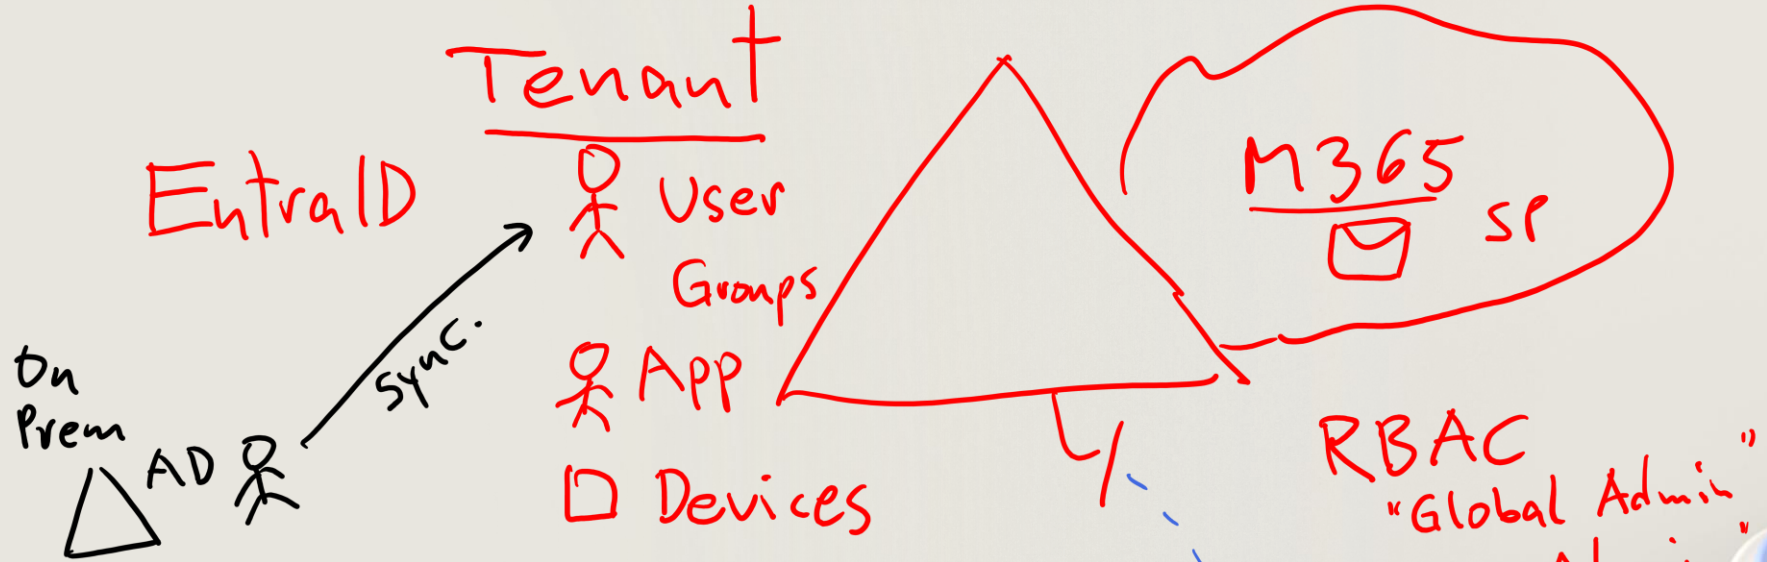 Tenant
EntraID
User
Groups
App
Devices
On
Prem
AD
Sync.
M365
SP
RBAC
"Global Admin"